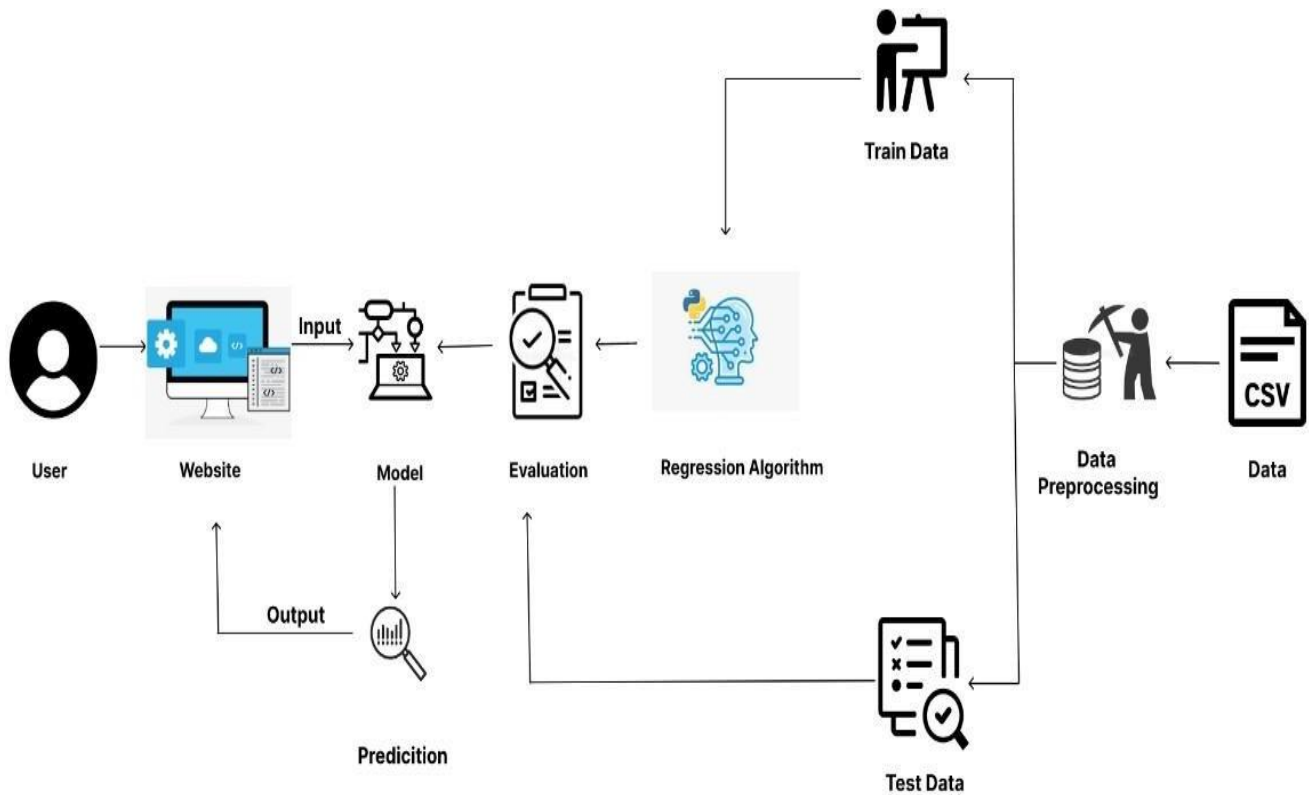 Train Data
Input
CSV
User
Website
Model
Evaluation
Regression Algorithm
Data
Preprocessing
Data
Output
Predicition
Test Data